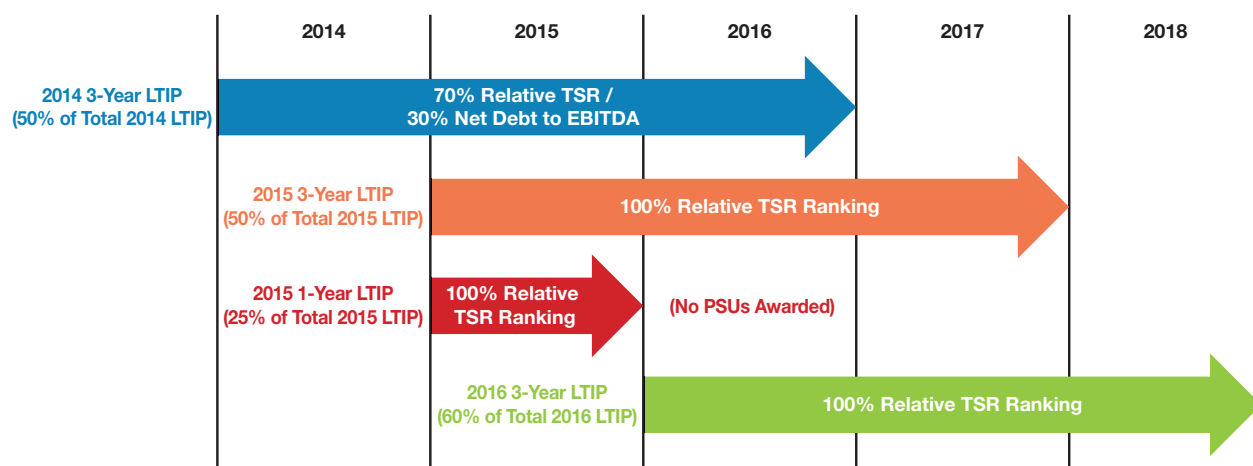 2014
2015
2016
2017
2018
2014 3-Year LTIP
(50% of Total 2014 LTIP)
70% Relative TSR /
30% Net Debt to EBITDA
2015 3-Year LTIP
(50% of Total 2015 LTIP)
100% Relative TSR Ranking
2015 1-Year LTIP
(25% of Total 2015 LTIP)
100% Relative
TSR Ranking
(No PSUs Awarded)
2016 3-Year LTIP
(60% of Total 2016 LTIP)
100% Relative TSR Ranking